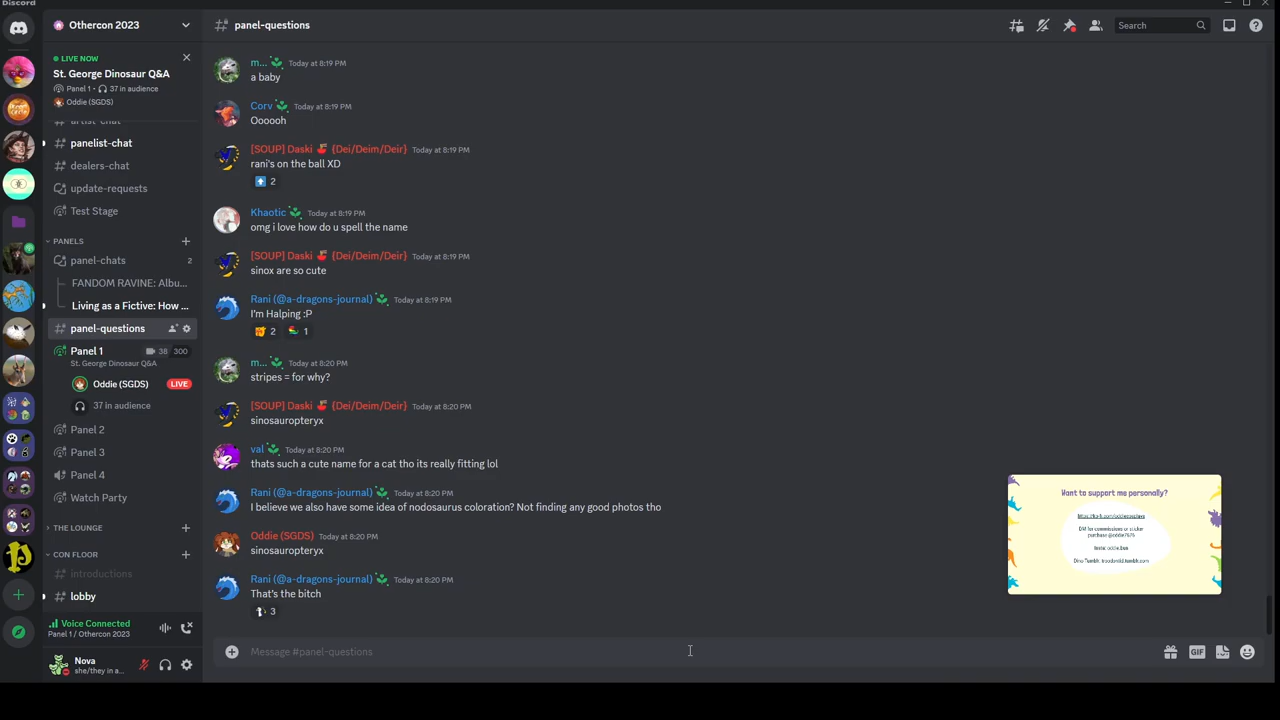 Discord
Othercon 2023
panel-questions
Search
LIVE NOW
St. George Dinosaur Q&A
Panel 1 • 37 in audience
Oddie (SGDS)
artist-chat
panelist-chat
dealers-chat
update-requests
Test Stage
PANELS
panel-chats 2
FANDOM RAVINE: Albu...
Living as a Fictive: How ...
panel-questions
Panel 1 38 300
St. George Dinosaur Q&A
Oddie (SGDS) LIVE
37 in audience
Panel 2
Panel 3
Panel 4
Watch Party
THE LOUNGE
CON FLOOR
introductions
lobby
Voice Connected
Panel 1 / Othercon 2023
Nova
she/they in a...
m... Today at 8:19 PM
a baby
Corv Today at 8:19 PM
Oooooh
[SOUP] Daski {Dei/Deim/Deir} Today at 8:19 PM
rani's on the ball XD
2
Khaotic Today at 8:19 PM
omg i love how do u spell the name
[SOUP] Daski {Dei/Deim/Deir} Today at 8:19 PM
sinox are so cute
Rani (@a-dragons-journal) Today at 8:19 PM
I'm Halping :P
2 1
m... Today at 8:20 PM
stripes = for why?
[SOUP] Daski {Dei/Deim/Deir} Today at 8:20 PM
sinosauropteryx
val Today at 8:20 PM
thats such a cute name for a cat tho its really fitting lol
Rani (@a-dragons-journal) Today at 8:20 PM
I believe we also have some idea of nodosaurus coloration? Not finding any good photos tho
Oddie (SGDS) Today at 8:20 PM
sinosauropteryx
Rani (@a-dragons-journal) Today at 8:20 PM
That's the bitch
3
Message #panel-questions
GIF
Want to support me personally?
DM for commissions or sticker